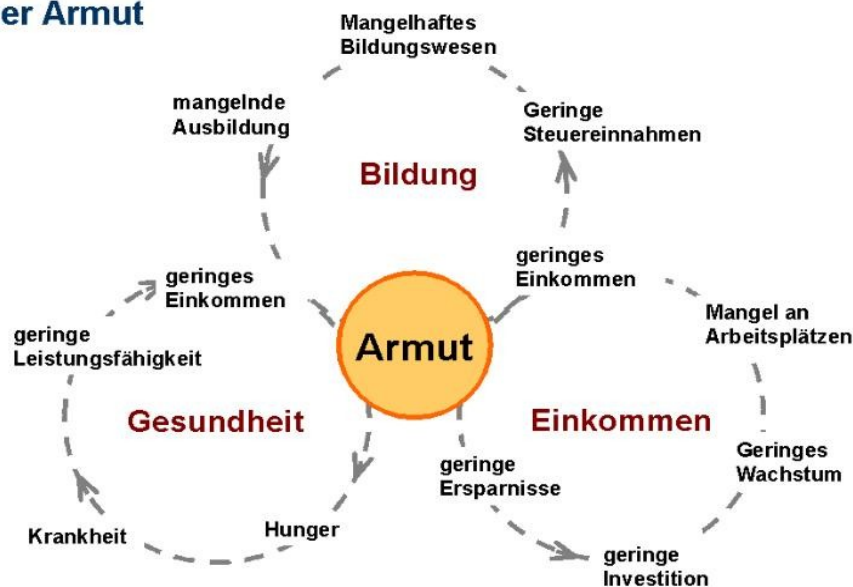 er Armut
Mangelhaftes
Bildungswesen
mangelnde
Ausbildung
Geringe
Steuereinnahmen
Bildung
geringes
Einkommen
geringes
Einkommen
Mangel an
Arbeitsplätzen
geringe
Leistungsfähigkeit
Armut
Gesundheit
Einkommen
geringe
Ersparnisse
Geringes
Wachstum
Krankheit
Hunger
geringe
Investition